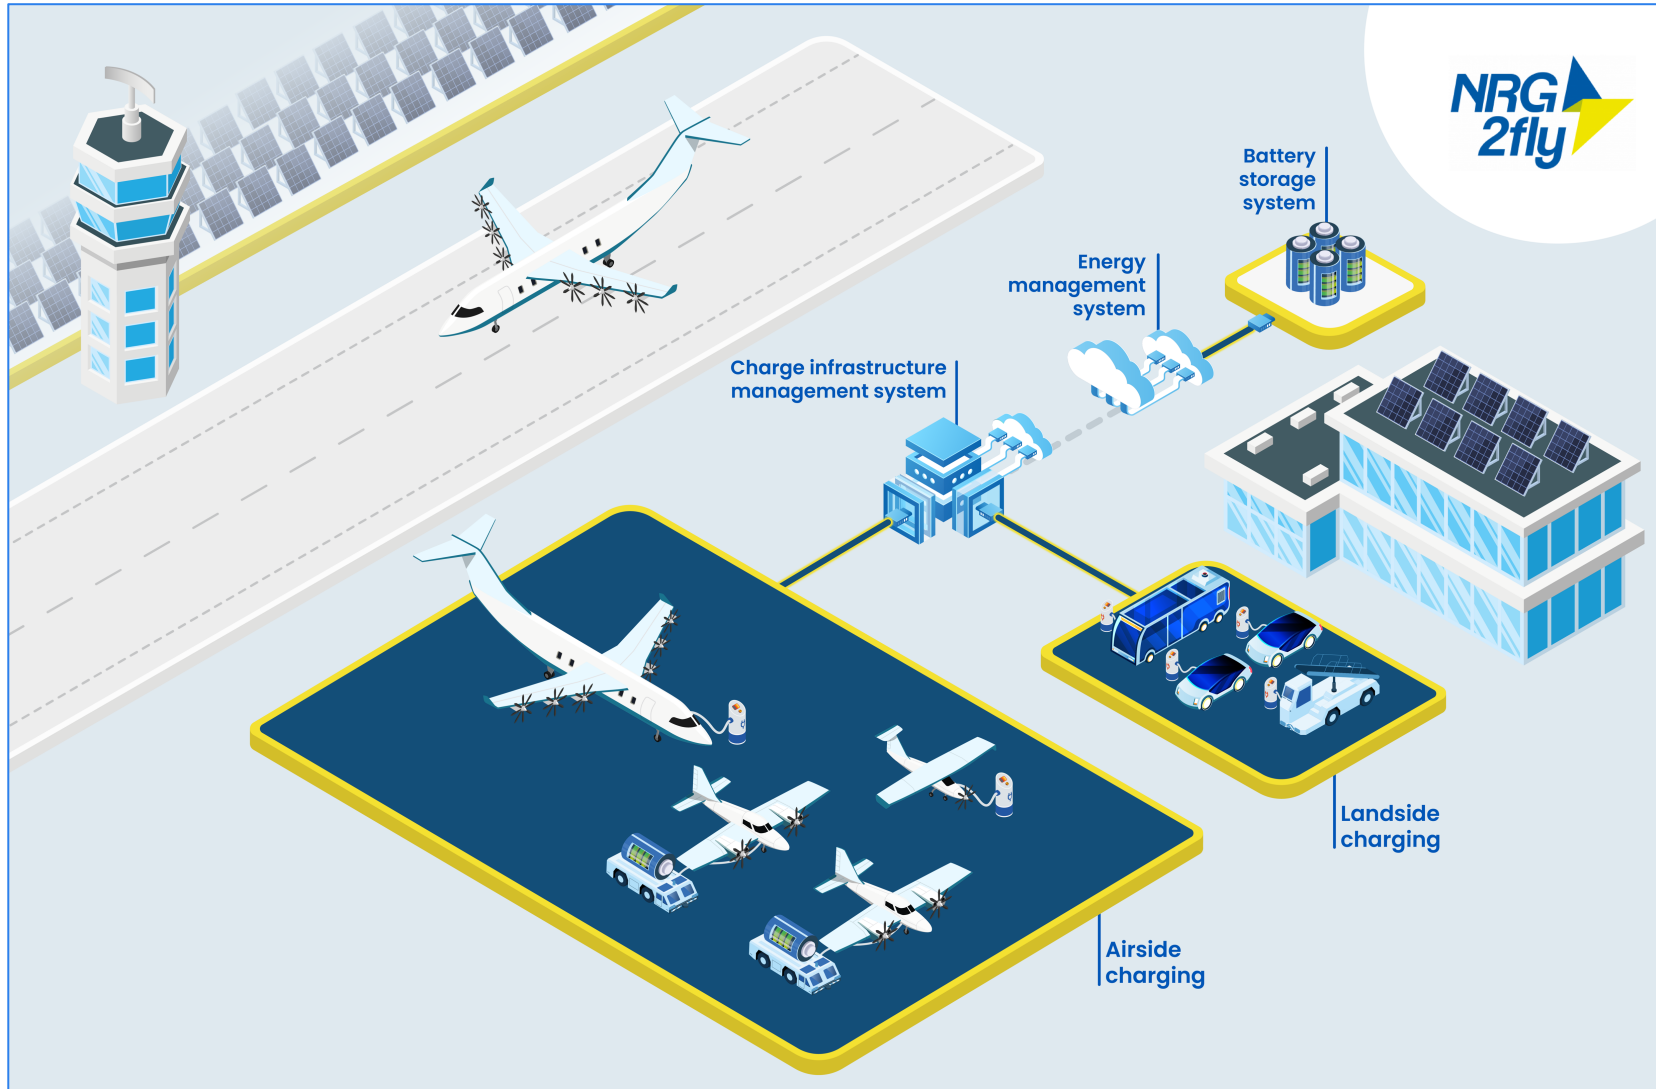 NRG
2fly
Battery
storage
system
Energy
management
system
Charge infrastructure
management system
Landside
charging
Airside
charging